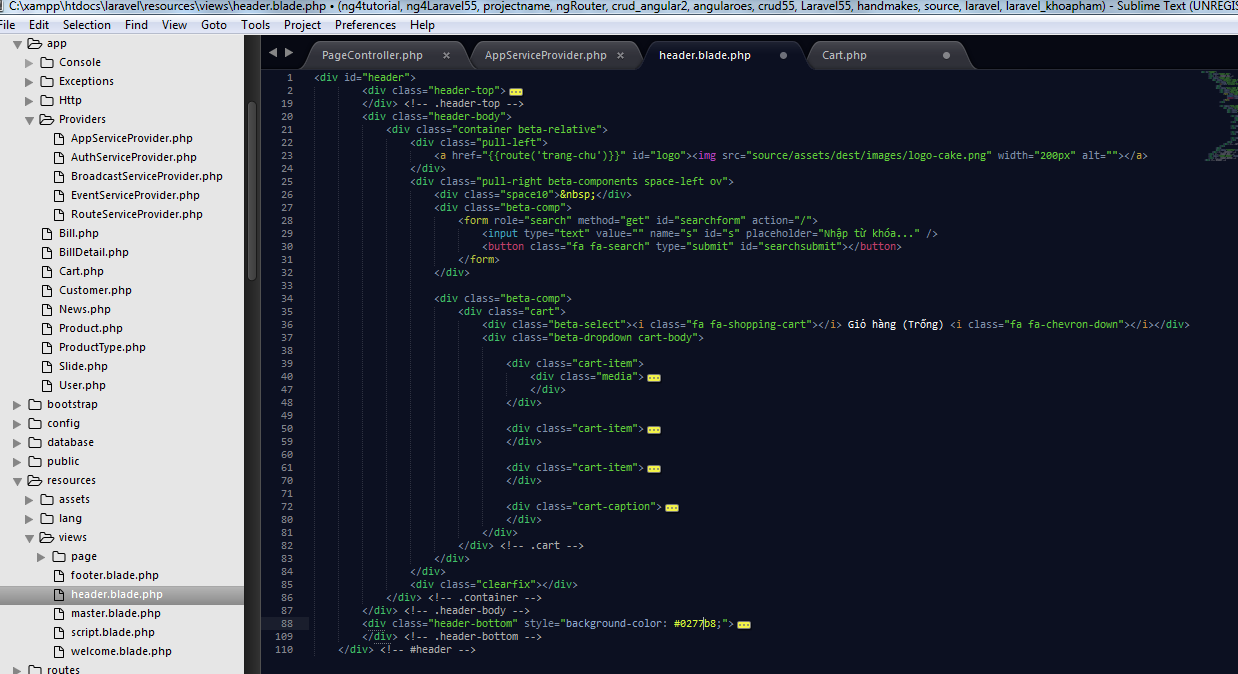 C:\xampp\htdocs\laravel\resources\views\header.blade.php • (ng4tutorial, ng4Laravel55, projectname, ngRouter, crud_angular2, angularoes, crud55, Laravel55, handmakes, source, laravel, laravel_khoapham) - Sublime Text (UNREGIS
File Edit Selection Find View Goto Tools Project Preferences Help
app
Console
Exceptions
Http
Providers
AppServiceProvider.php
AuthServiceProvider.php
BroadcastServiceProvider.php
EventServiceProvider.php
RouteServiceProvider.php
Bill.php
BillDetail.php
Cart.php
Customer.php
News.php
Product.php
ProductType.php
Slide.php
User.php
bootstrap
config
database
public
resources
assets
lang
views
page
footer.blade.php
header.blade.php
master.blade.php
script.blade.php
welcome.blade.php
routes
PageController.php × AppServiceProvider.php × header.blade.php Cart.php
1 <div id="header">
2 <div class="header-top">
19 </div> <!-- .header-top -->
20 <div class="header-body">
21 <div class="container beta-relative">
22 <div class="pull-left">
23 <a href="{{route('trang-chu')}}" id="logo"><img src="source/assets/dest/images/logo-cake.png" width="200px" alt=""></a>
24 </div>
25 <div class="pull-right beta-components space-left ov">
26 <div class="space10">&nbsp;</div>
27 <div class="beta-comp">
28 <form role="search" method="get" id="searchform" action="/">
29 <input type="text" value="" name="s" id="s" placeholder="Nhập từ khóa..." />
30 <button class="fa fa-search" type="submit" id="searchsubmit"></button>
31 </form>
32 </div>
33
34 <div class="beta-comp">
35 <div class="cart">
36 <div class="beta-select"><i class="fa fa-shopping-cart"></i> Giỏ hàng (Trống) <i class="fa fa-chevron-down"></i></div>
37 <div class="beta-dropdown cart-body">
38
39 <div class="cart-item">
40 <div class="media">
47 </div>
48 </div>
49
50 <div class="cart-item">
59 </div>
60
61 <div class="cart-item">
70 </div>
71
72 <div class="cart-caption">
80 </div>
81 </div>
82 </div> <!-- .cart -->
83 </div>
84 </div>
85 <div class="clearfix"></div>
86 </div> <!-- .container -->
87 </div> <!-- .header-body -->
88 <div class="header-bottom" style="background-color: #0277b8;">
109 </div> <!-- .header-bottom -->
110 </div> <!-- #header -->